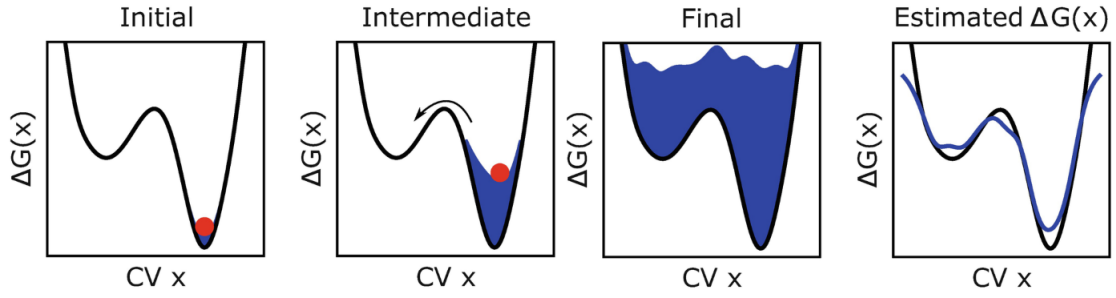 Initial
Intermediate
Final
Estimated ΔG(x)
ΔG(x)
ΔG(x)
ΔG(x)
ΔG(x)
CV x
CV x
CV x
CV x